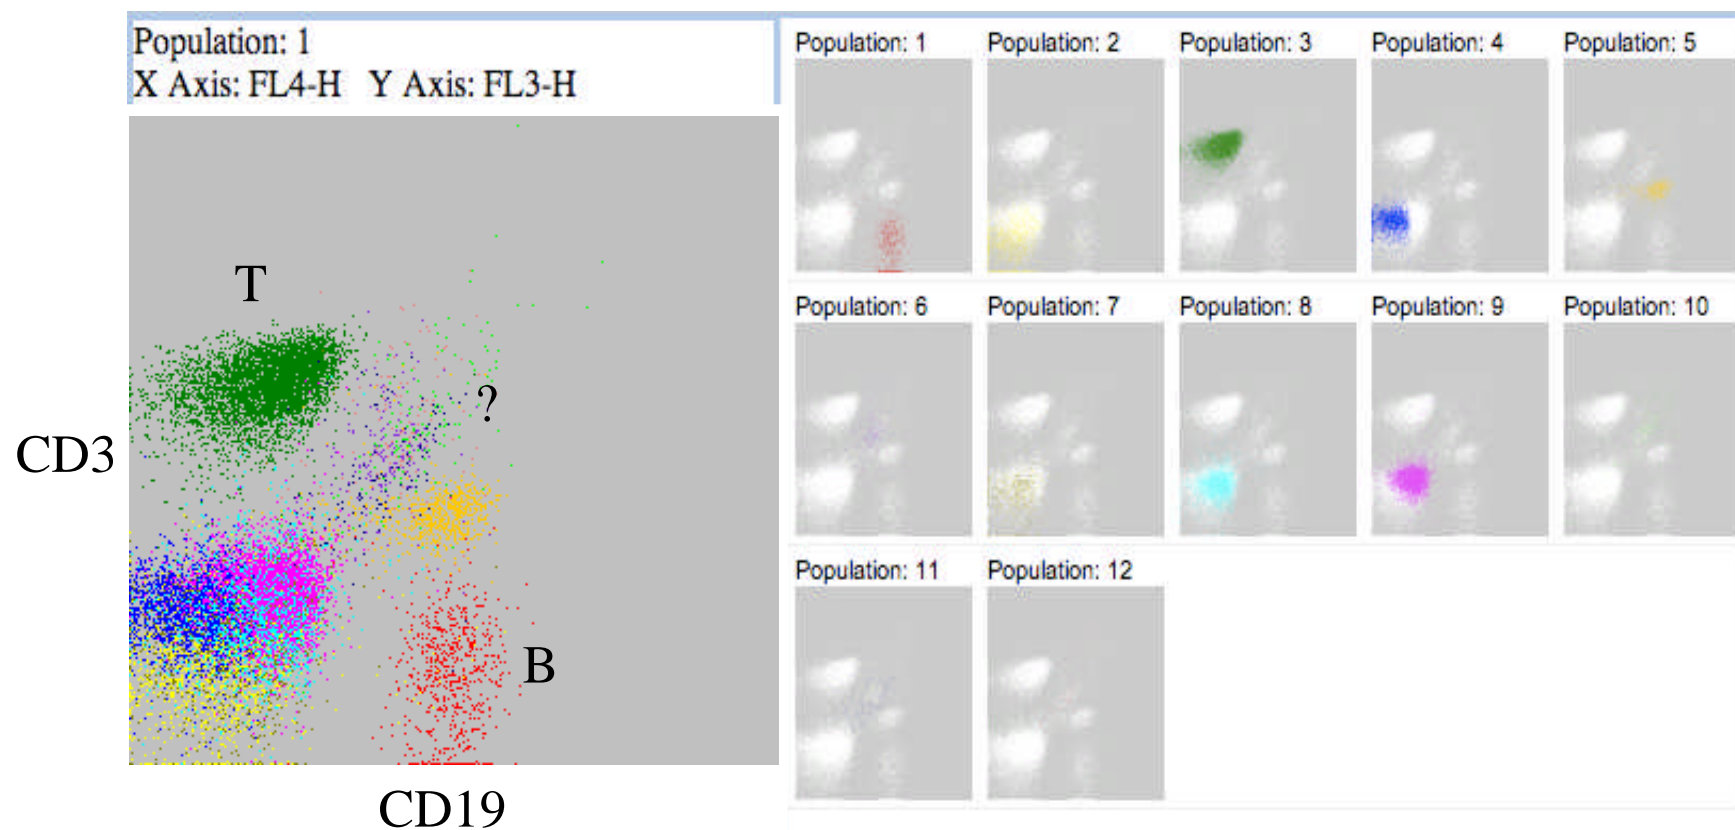 Population: 1
X Axis: FL4-H Y Axis: FL3-H
T
?
CD3
B
CD19
Population: 1
Population: 2
Population: 3
Population: 4
Population: 5
Population: 6
Population: 7
Population: 8
Population: 9
Population: 10
Population: 11
Population: 12